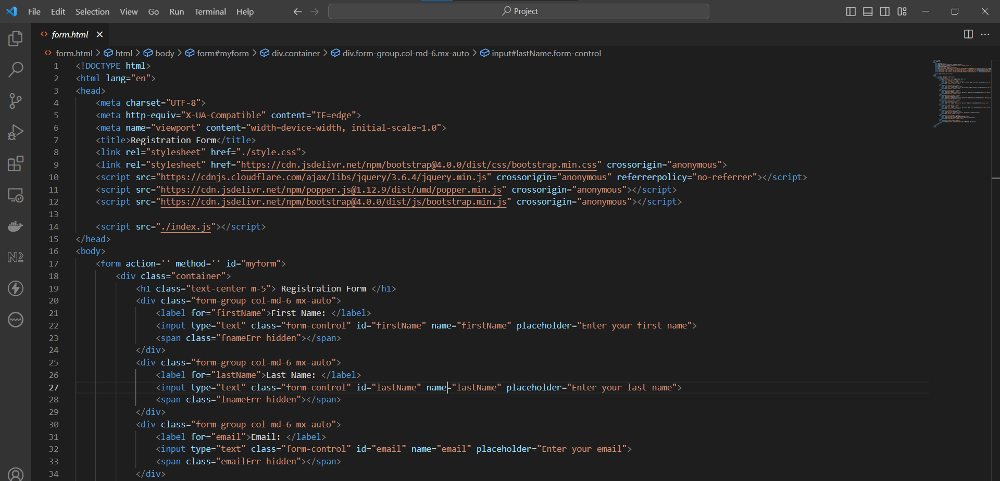 File Edit Selection View Go Run Terminal Help Project
form.html
form.html > html > body > form#myform > div.container > div.form-group.col-md-6.mx-auto > input#lastName.form-control
1 <!DOCTYPE html>
2 <html lang="en">
3 <head>
4 <meta charset="UTF-8">
5 <meta http-equiv="X-UA-Compatible" content="IE=edge">
6 <meta name="viewport" content="width=device-width, initial-scale=1.0">
7 <title>Registration Form</title>
8 <link rel="stylesheet" href="./style.css">
9 <link rel="stylesheet" href="https://cdn.jsdelivr.net/npm/bootstrap@4.0.0/dist/css/bootstrap.min.css" crossorigin="anonymous">
10 <script src="https://cdnjs.cloudflare.com/ajax/libs/jquery/3.6.4/jquery.min.js" crossorigin="anonymous" referrerpolicy="no-referrer"></script>
11 <script src="https://cdn.jsdelivr.net/npm/popper.js@1.12.9/dist/umd/popper.min.js" crossorigin="anonymous"></script>
12 <script src="https://cdn.jsdelivr.net/npm/bootstrap@4.0.0/dist/js/bootstrap.min.js" crossorigin="anonymous"></script>
13
14 <script src="./index.js"></script>
15 </head>
16 <body>
17 <form action='' method='' id="myform">
18 <div class="container">
19 <h1 class="text-center m-5"> Registration Form </h1>
20 <div class="form-group col-md-6 mx-auto">
21 <label for="firstName">First Name: </label>
22 <input type="text" class="form-control" id="firstName" name="firstName" placeholder="Enter your first name">
23 <span class="fnameErr hidden"></span>
24 </div>
25 <div class="form-group col-md-6 mx-auto">
26 <label for="lastName">Last Name: </label>
27 <input type="text" class="form-control" id="lastName" name="lastName" placeholder="Enter your last name">
28 <span class="lnameErr hidden"></span>
29 </div>
30 <div class="form-group col-md-6 mx-auto">
31 <label for="email">Email: </label>
32 <input type="text" class="form-control" id="email" name="email" placeholder="Enter your email">
33 <span class="emailErr hidden"></span>
34 </div>